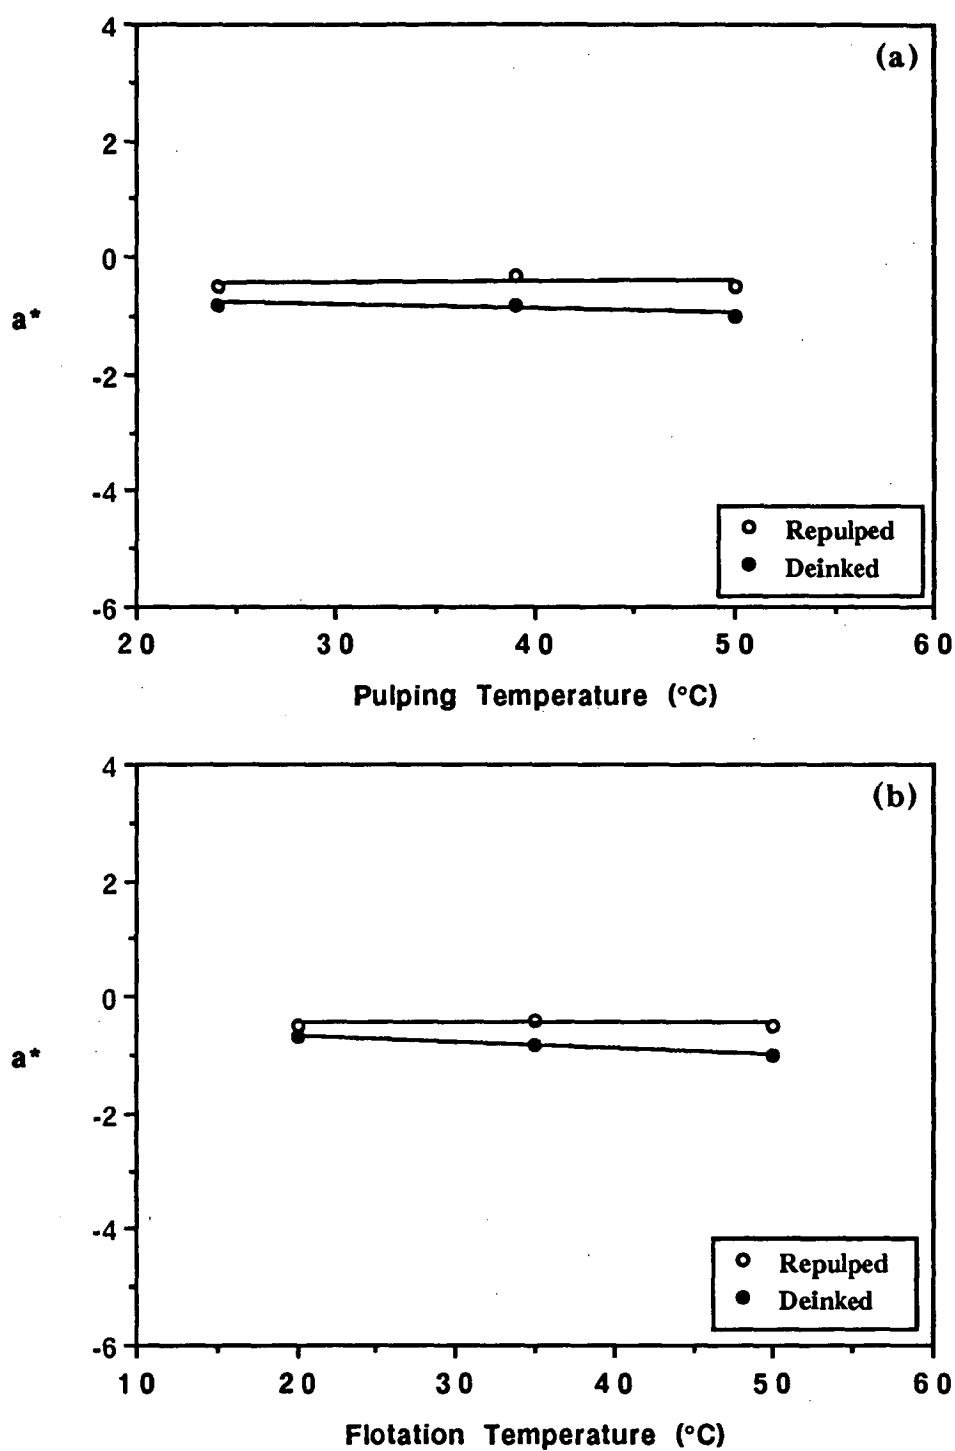 4
(a)
2
0
a*
-2
-4
Repulped
Deinked
-6
20 30 40 50 60
Pulping Temperature (°C)
4
(b)
2
0
a*
-2
-4
Repulped
Deinked
-6
10 20 30 40 50 60
Flotation Temperature (°C)